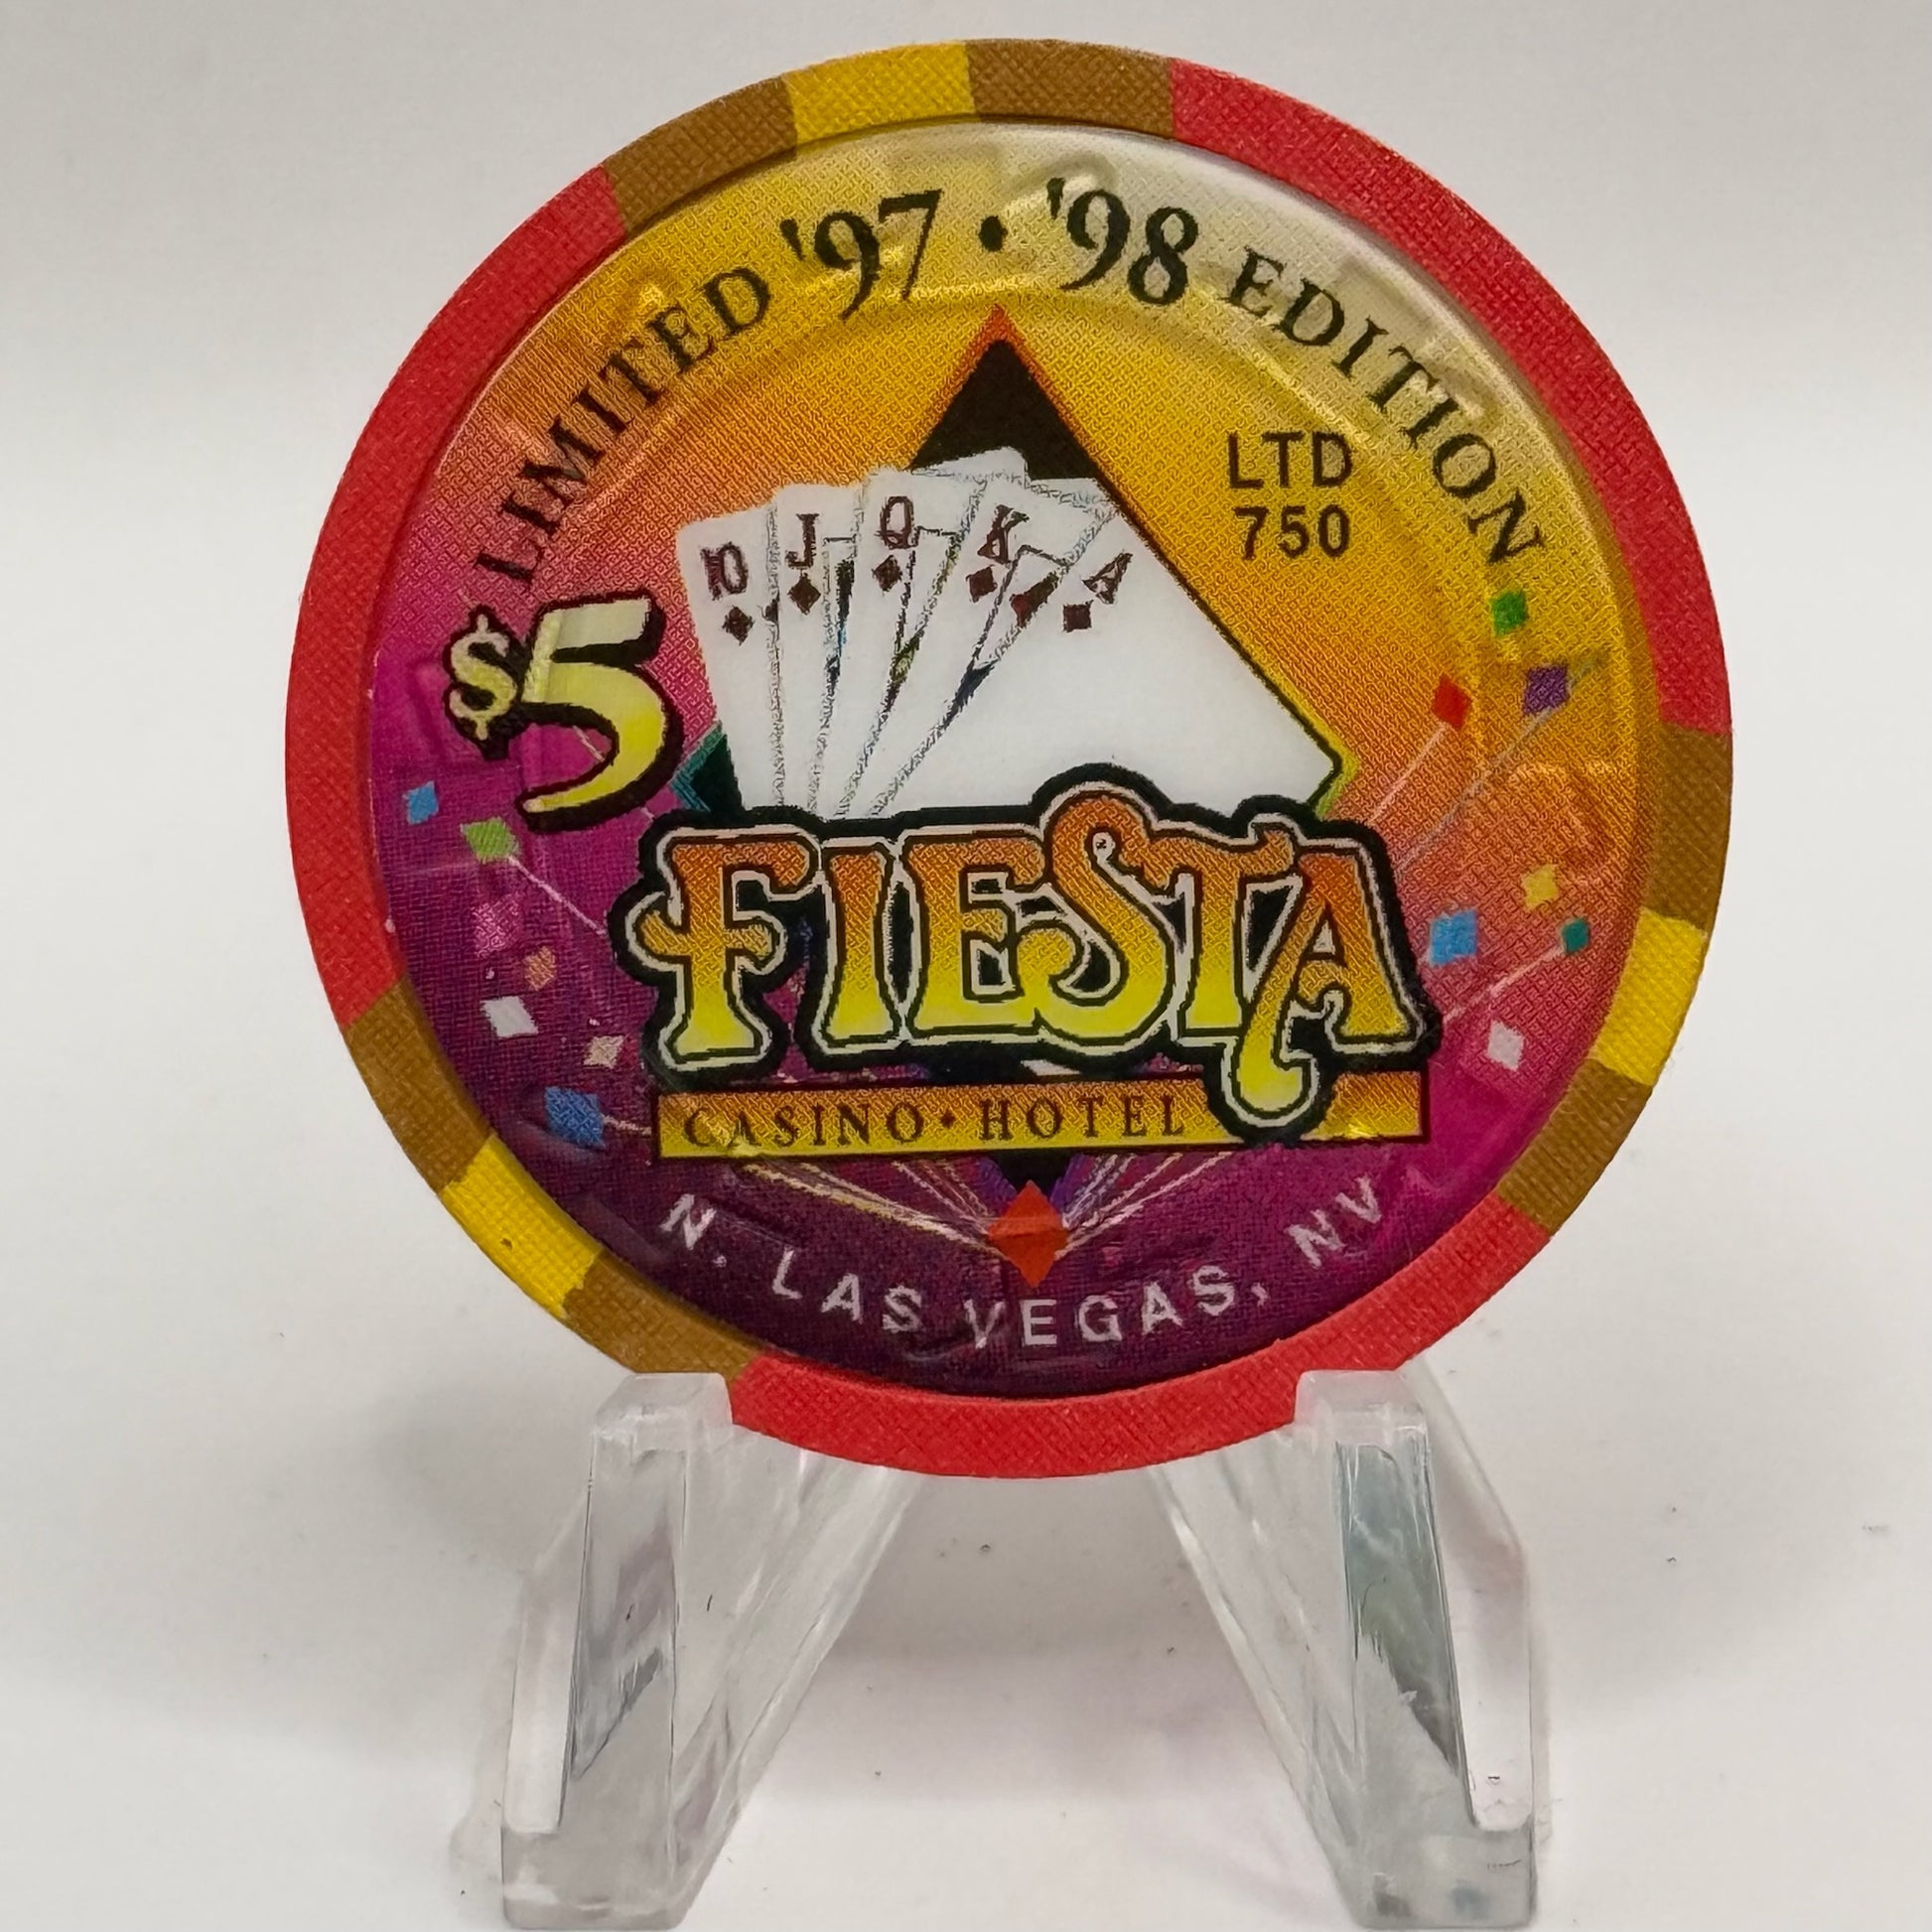 LIMITED '97 • '98 EDITION
LTD
750
10 J Q K A
$5
FIESTA
CASINO • HOTEL
N. LAS VEGAS, NV